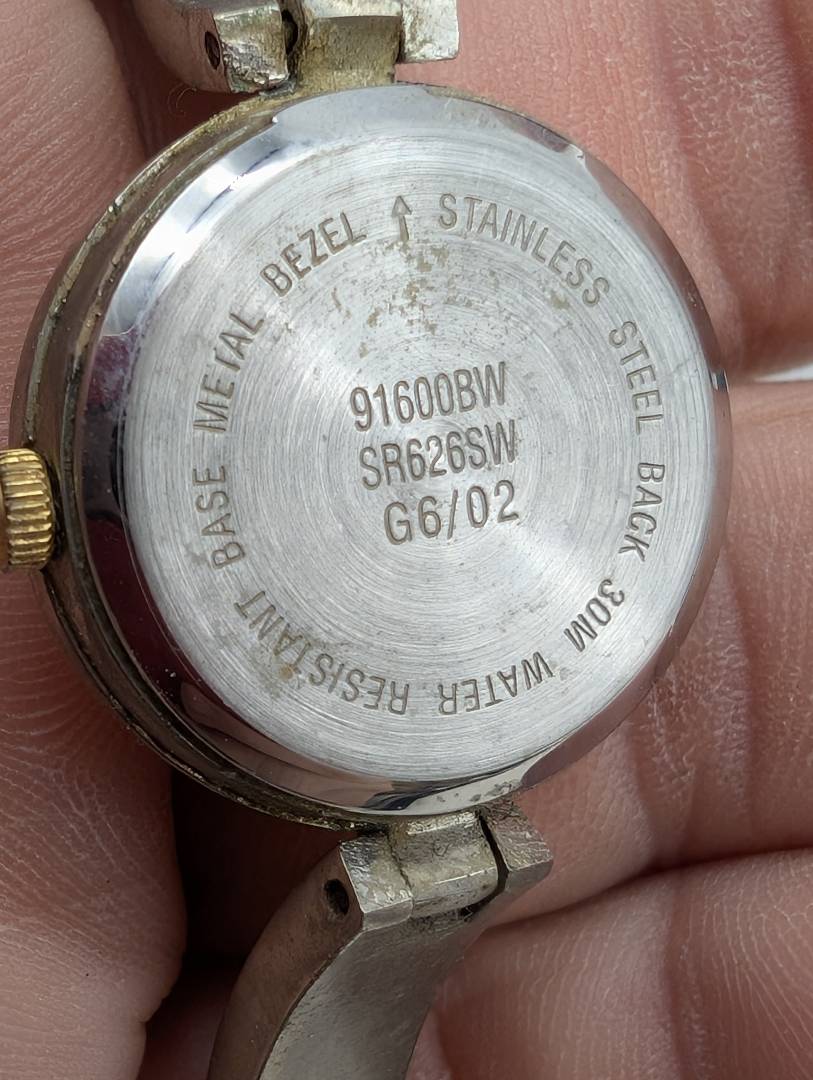 ↑ STAINLESS STEEL BACK 30M WATER RESISTANT BASE METAL BEZEL
91600BW
SR626SW
G6/02